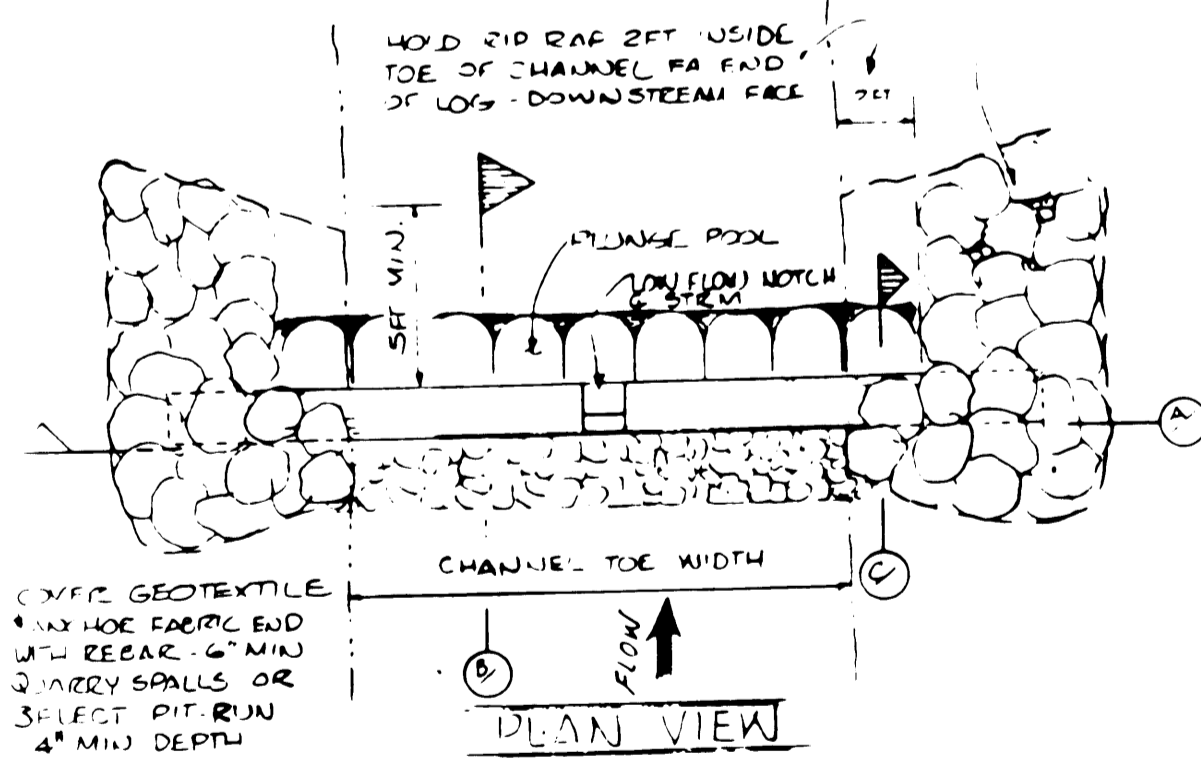 HOLD RIP RAP 2FT INSIDE
TOE OF CHANNEL EA END
OF LOG - DOWNSTREAM FACE
2FT
5FT MIN.
PLUNGE POOL
LOW FLOW NOTCH
STRM
A
CHANNEL TOE WIDTH
C
COVER GEOTEXTILE
& ANCHOR FABRIC END
WITH REBAR - 6" MIN
QUARRY SPALLS OR
SELECT PIT-RUN
4" MIN DEPTH
B
FLOW
PLAN VIEW